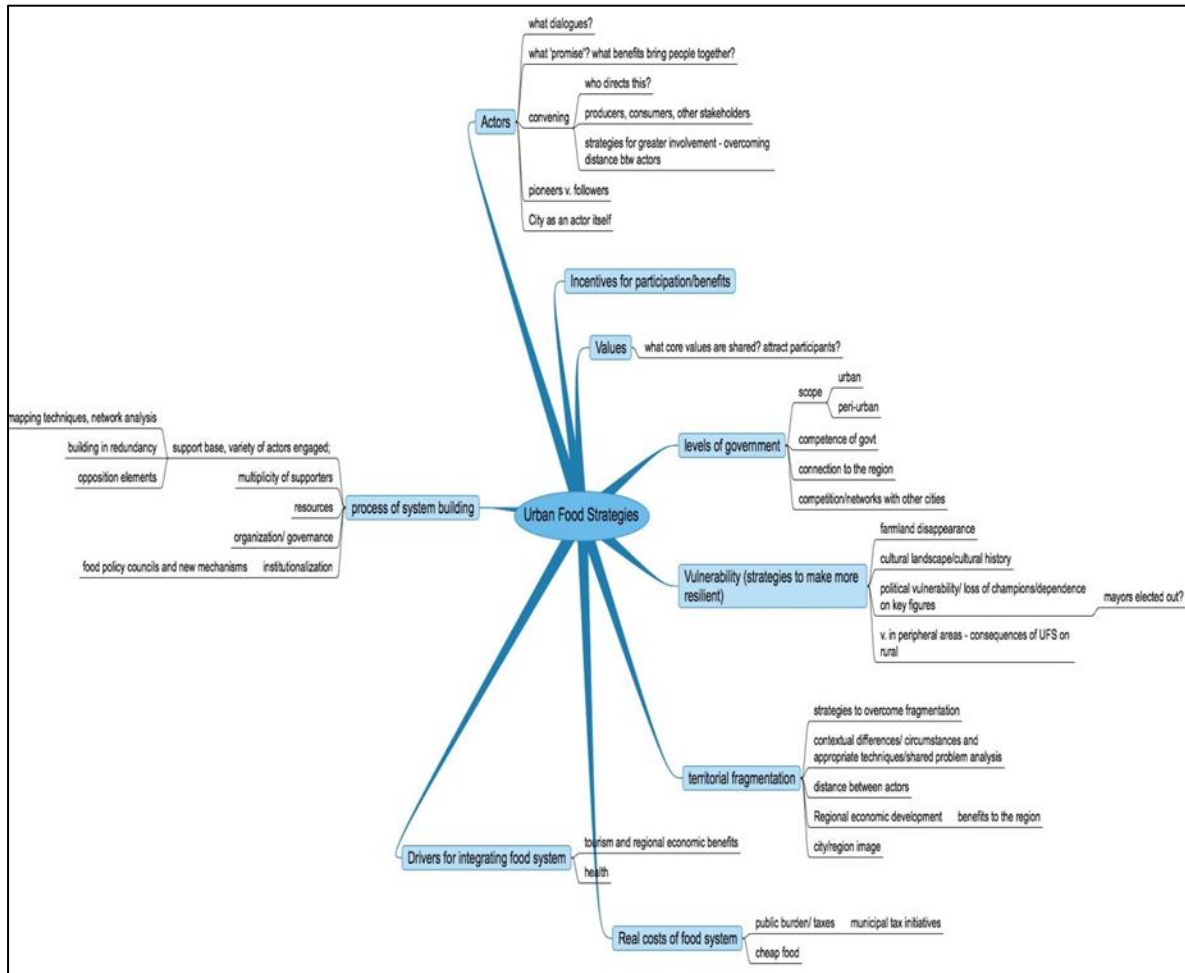 what dialogues?
what 'promise'? what benefits bring people together?
who directs this?
Actors
convening
producers, consumers, other stakeholders
strategies for greater involvement - overcoming
distance btw actors
pioneers v. followers
City as an actor itself
Incentives for participation/benefits
Values
what core values are shared? attract participants?
urban
scope
peri-urban
levels of government
competence of govt
connection to the region
competition/networks with other cities
mapping techniques, network analysis
building in redundancy
support base, variety of actors engaged;
opposition elements
multiplicity of supporters
resources
process of system building
organization/ governance
food policy councils and new mechanisms
institutionalization
Urban Food Strategies
farmland disappearance
cultural landscape/cultural history
Vulnerability (strategies to make more
resilient)
political vulnerability/ loss of champions/dependence
on key figures
mayors elected out?
v. in peripheral areas - consequences of UFS on
rural
strategies to overcome fragmentation
contextual differences/ circumstances and
appropriate techniques/shared problem analysis
territorial fragmentation
distance between actors
Regional economic development
benefits to the region
city/region image
Drivers for integrating food system
tourism and regional economic benefits
health
Real costs of food system
public burden/ taxes
municipal tax initiatives
cheap food